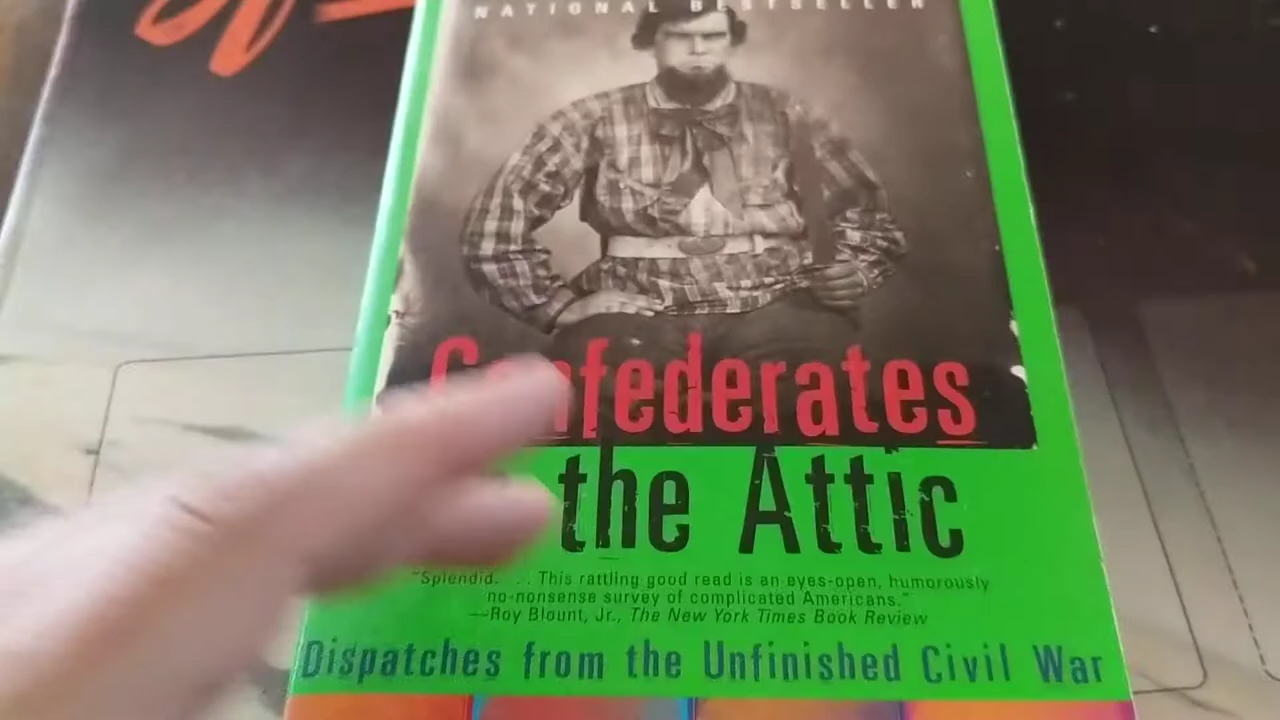 NATIONAL BESTSELLER
Confederates
the Attic
"Splendid. . . . This rattling good read is an eyes-open, humorously
no-nonsense survey of complicated Americans."
—Roy Blount, Jr., The New York Times Book Review
Dispatches from the Unfinished Civil War